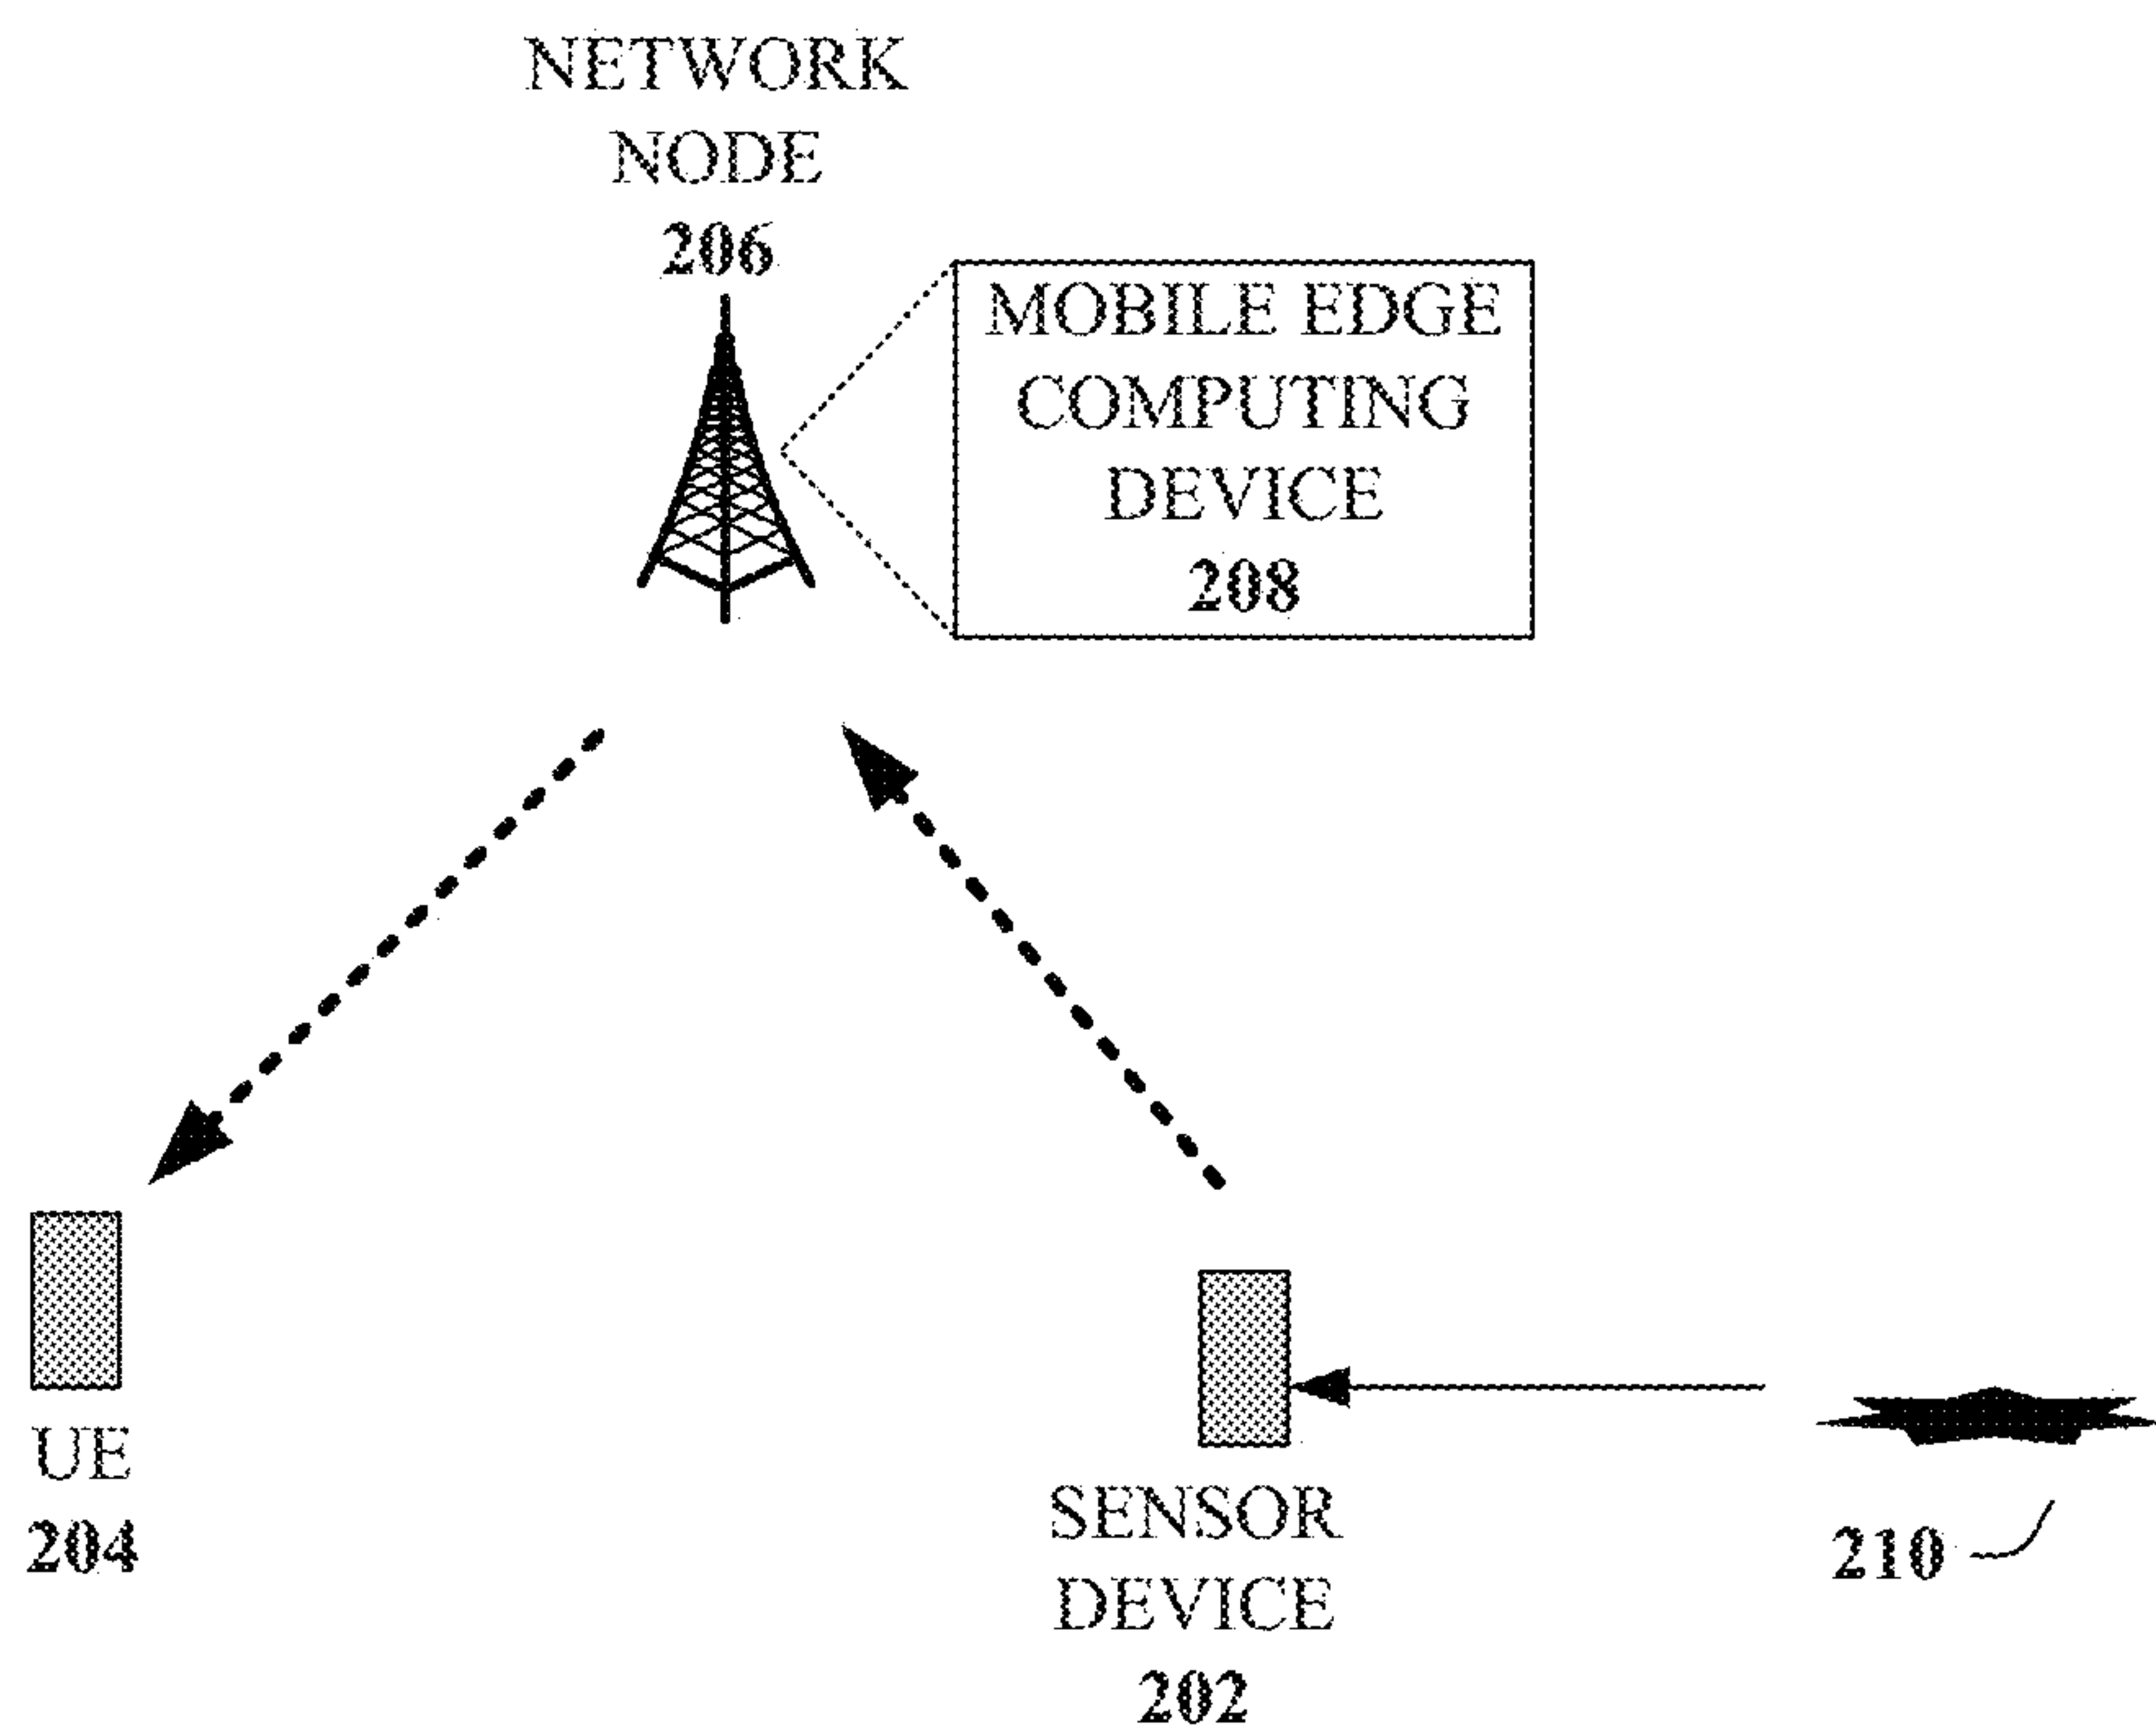 NETWORK
NODE
206
MOBILE EDGE
COMPUTING
DEVICE
208
UE
204
SENSOR
DEVICE
202
210